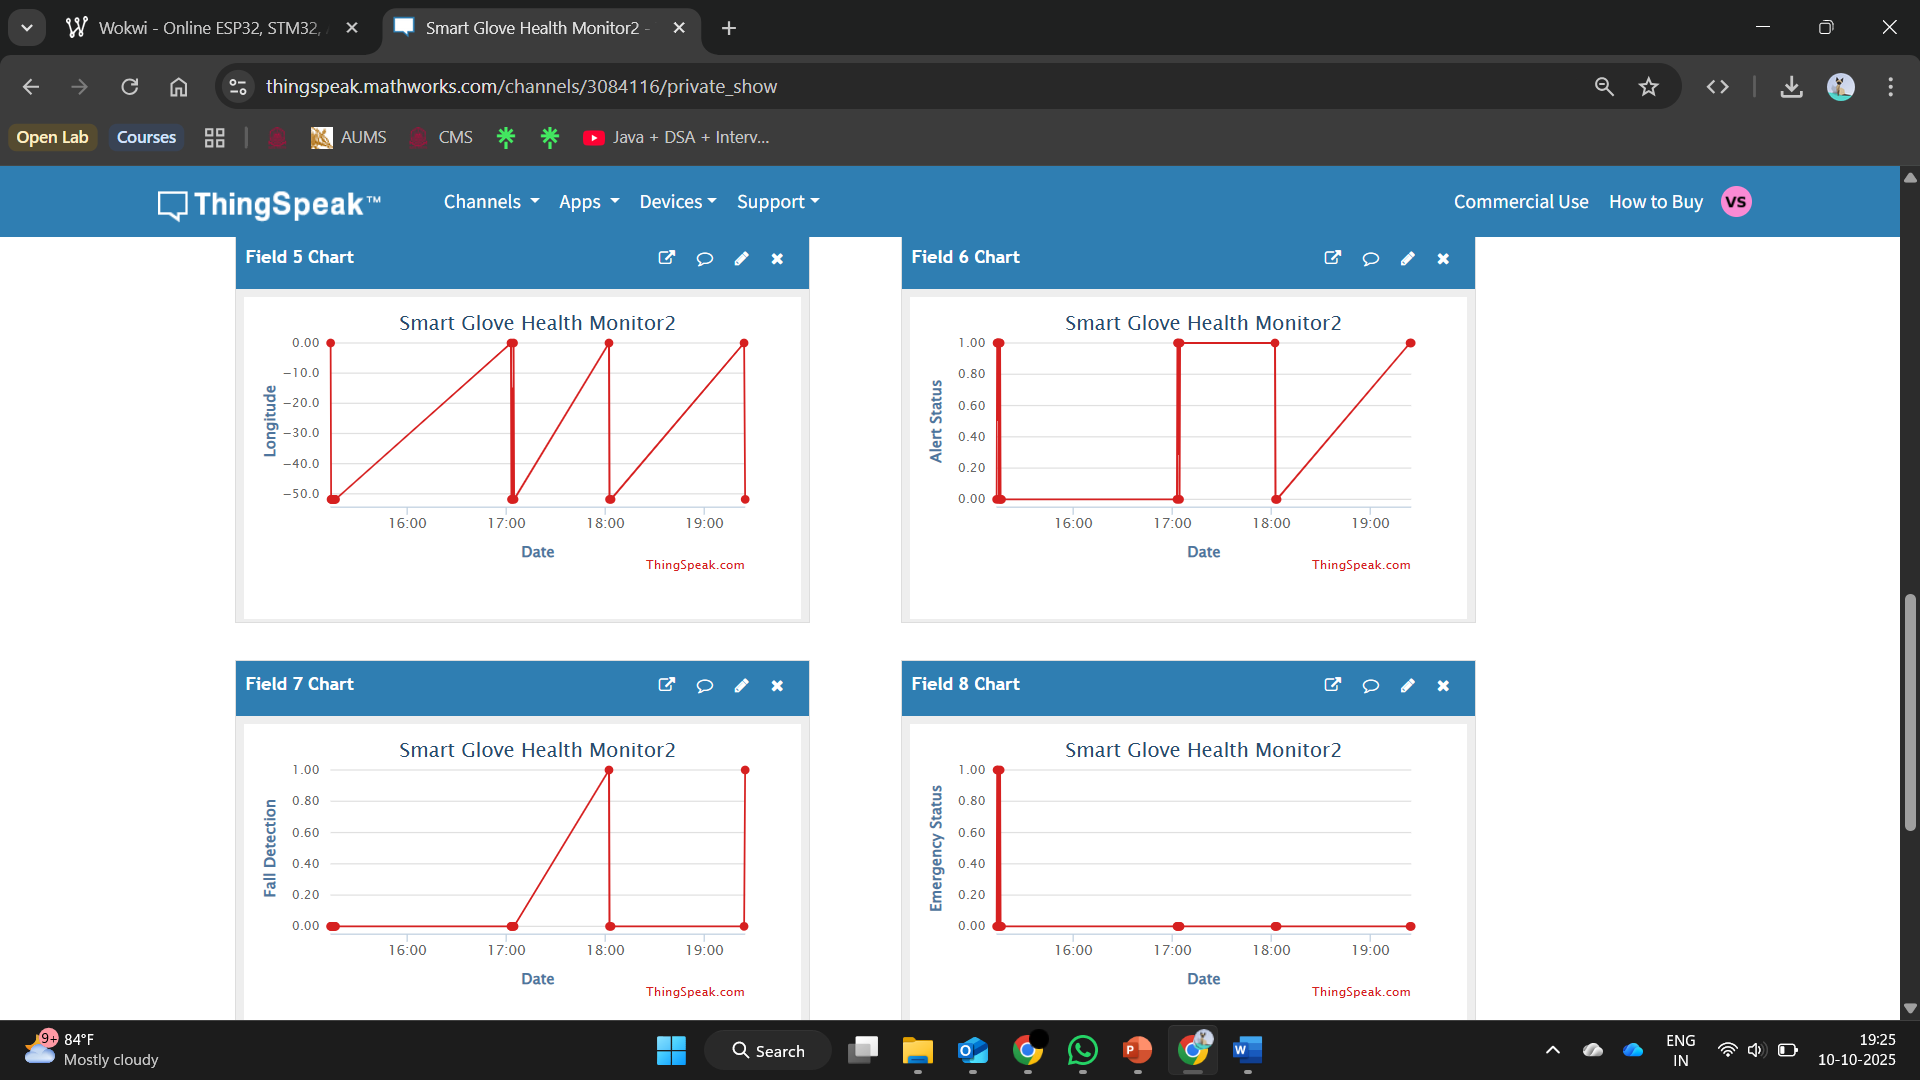 Wokwi - Online ESP32, STM32,
Smart Glove Health Monitor2 -
thingspeak.mathworks.com/channels/3084116/private_show
Open Lab
Courses
AUMS
CMS
Java + DSA + Interv...
ThingSpeak™
Channels
Apps
Devices
Support
Commercial Use
How to Buy
VS
Field 5 Chart
Smart Glove Health Monitor2
Longitude
0.00
−10.0
−20.0
−30.0
−40.0
−50.0
16:00
17:00
18:00
19:00
Date
ThingSpeak.com
Field 6 Chart
Smart Glove Health Monitor2
Alert Status
1.00
0.80
0.60
0.40
0.20
0.00
16:00
17:00
18:00
19:00
Date
ThingSpeak.com
Field 7 Chart
Smart Glove Health Monitor2
Fall Detection
1.00
0.80
0.60
0.40
0.20
0.00
16:00
17:00
18:00
19:00
Date
ThingSpeak.com
Field 8 Chart
Smart Glove Health Monitor2
Emergency Status
1.00
0.80
0.60
0.40
0.20
0.00
16:00
17:00
18:00
19:00
Date
ThingSpeak.com
9+
84°F
Mostly cloudy
Search
ENG
IN
19:25
10-10-2025